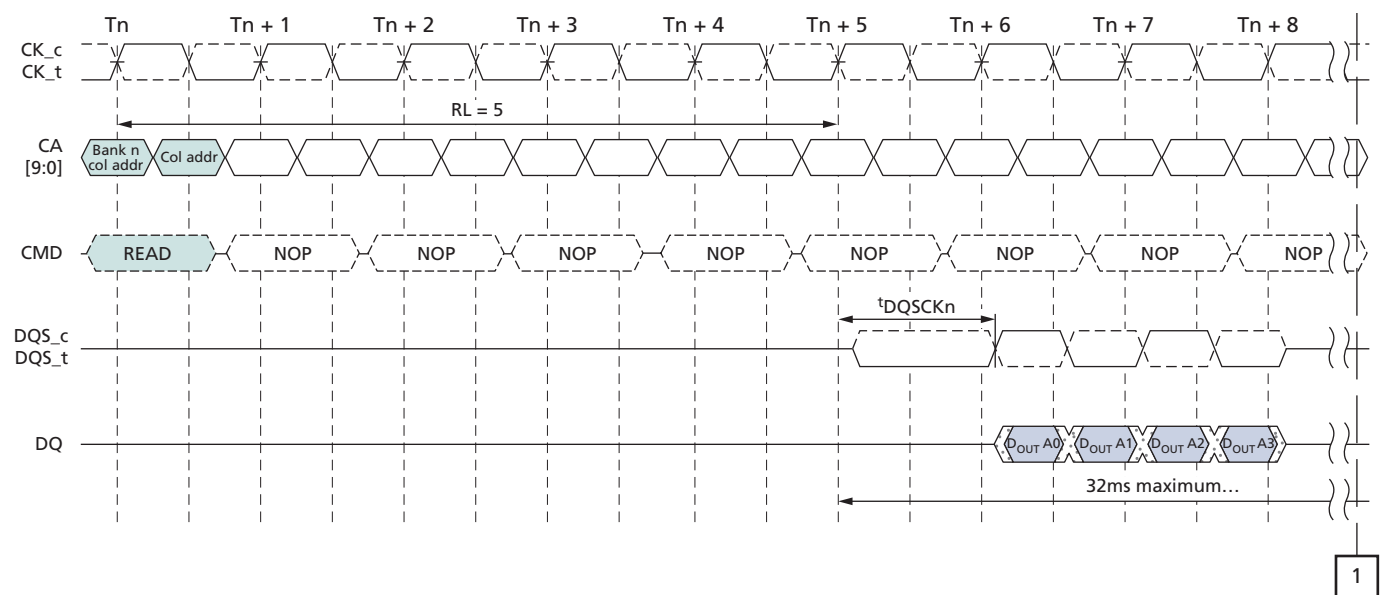 Tn Tn + 1 Tn + 2 Tn + 3 Tn + 4 Tn + 5 Tn + 6 Tn + 7 Tn + 8
CK_c
CK_t
RL = 5
CA
[9:0]
Bank n
col addr
Col addr
CMD READ NOP NOP NOP NOP NOP NOP NOP NOP
tDQSCKn
DQS_c
DQS_t
DQ DOUT A0 DOUT A1 DOUT A2 DOUT A3
32ms maximum…
1